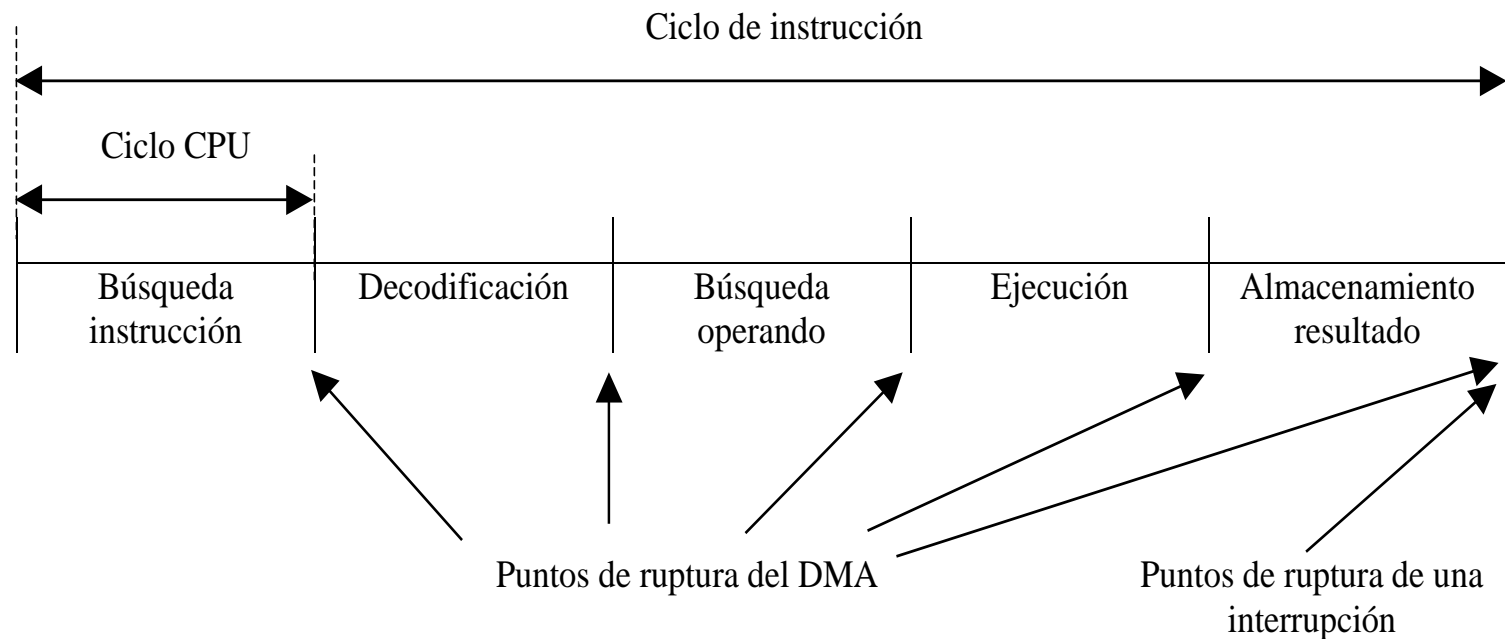 Ciclo de instrucción
Ciclo CPU
Búsqueda
instrucción
Decodificación
Búsqueda
operando
Ejecución
Almacenamiento
resultado
Puntos de ruptura del DMA
Puntos de ruptura de una
interrupción